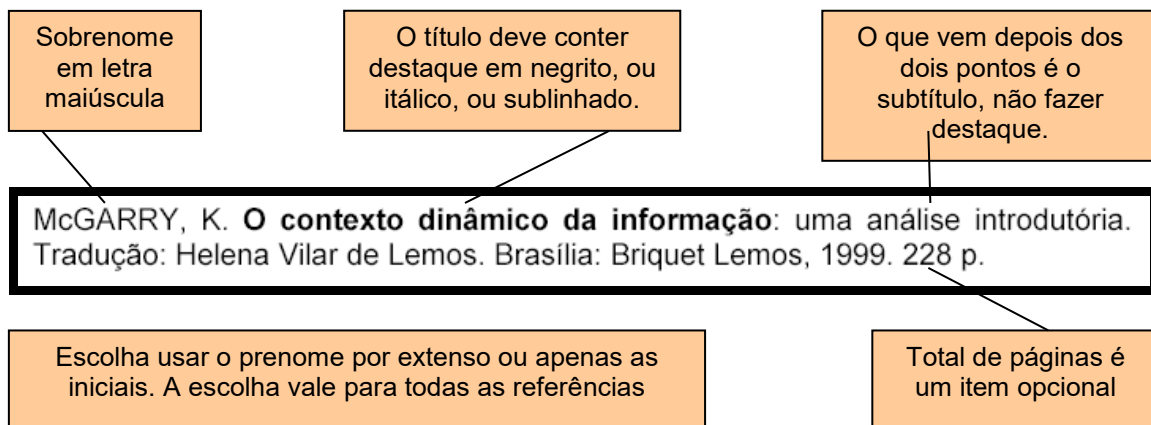 Sobrenome
em letra
maiúscula
O título deve conter
destaque em negrito, ou
itálico, ou sublinhado.
O que vem depois dos
dois pontos é o
subtítulo, não fazer
destaque.
McGARRY, K. O contexto dinâmico da informação: uma análise introdutória.
Tradução: Helena Vilar de Lemos. Brasília: Briquet Lemos, 1999. 228 p.
Escolha usar o prenome por extenso ou apenas as
iniciais. A escolha vale para todas as referências
Total de páginas é
um item opcional